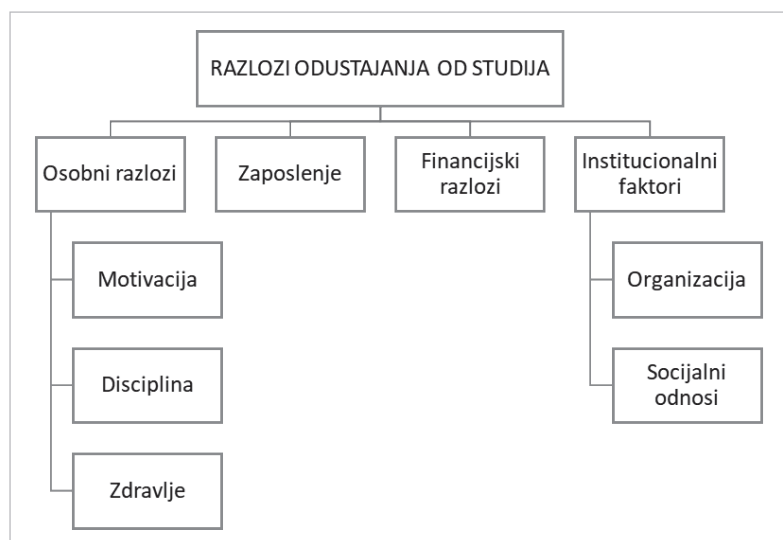 RAZLOZI ODUSTAJANJA OD STUDIJA
Osobni razlozi
Zaposlenje
Financijski
razlozi
Institucionalni
faktori
Motivacija
Disciplina
Zdravlje
Organizacija
Socijalni
odnosi